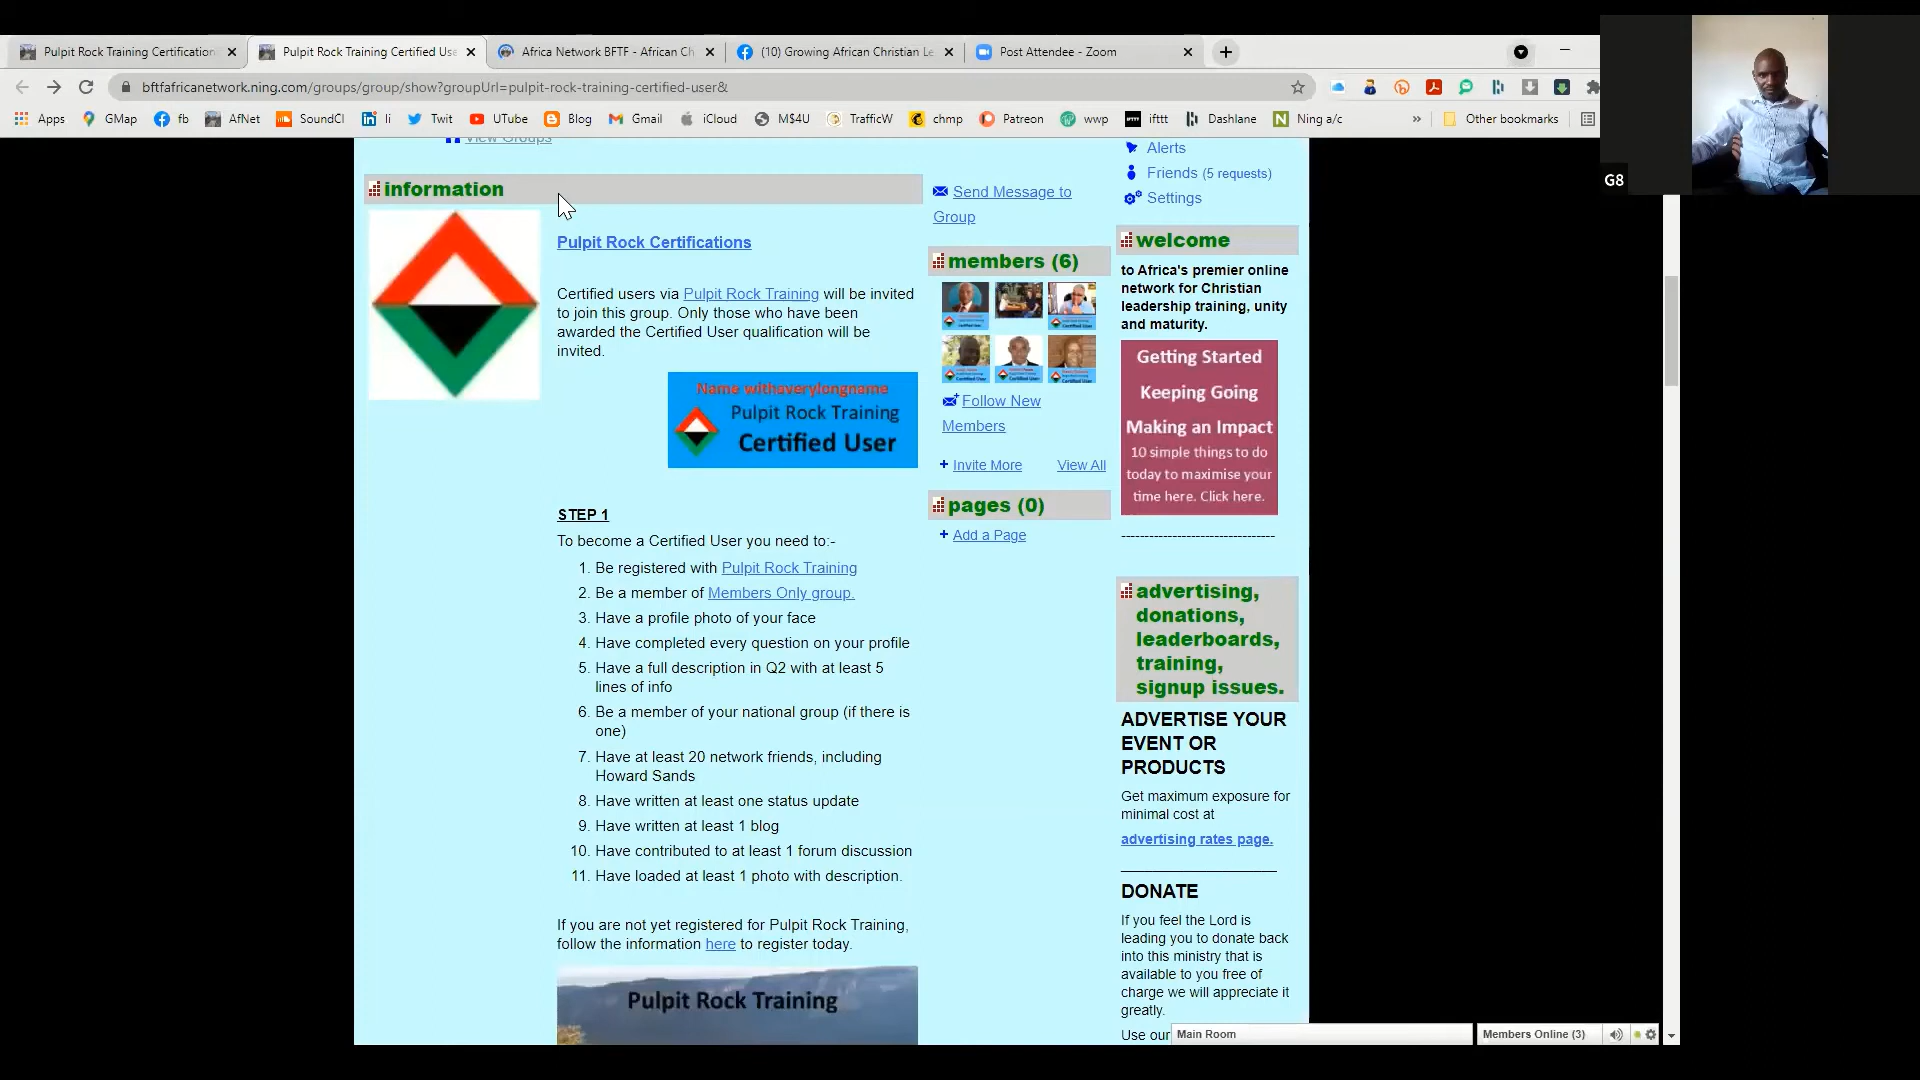 Pulpit Rock Training Certification
Pulpit Rock Training Certified Use
Africa Network BFTF - African Ch
(10) Growing African Christian Le
Post Attendee - Zoom
bftfafricanetwork.ning.com/groups/group/show?groupUrl=pulpit-rock-training-certified-user&
Apps
GMap
fb
AfNet
SoundCl
li
Twit
UTube
Blog
Gmail
iCloud
M$4U
TrafficW
chmp
Patreon
wwp
ifttt
Dashlane
Ning a/c
»
Other bookmarks
G8
View Groups
information
Pulpit Rock Certifications
Certified users via Pulpit Rock Training will be invited
to join this group. Only those who have been
awarded the Certified User qualification will be
invited.
Name withaverylongname
Pulpit Rock Training
Certified User
STEP 1
To become a Certified User you need to:-
1. Be registered with Pulpit Rock Training
2. Be a member of Members Only group.
3. Have a profile photo of your face
4. Have completed every question on your profile
5. Have a full description in Q2 with at least 5
lines of info
6. Be a member of your national group (if there is
one)
7. Have at least 20 network friends, including
Howard Sands
8. Have written at least one status update
9. Have written at least 1 blog
10. Have contributed to at least 1 forum discussion
11. Have loaded at least 1 photo with description.
If you are not yet registered for Pulpit Rock Training,
follow the information here to register today.
Pulpit Rock Training
Send Message to
Group
members (6)
Follow New
Members
+ Invite More
View All
pages (0)
+ Add a Page
Alerts
Friends (5 requests)
Settings
welcome
to Africa's premier online
network for Christian
leadership training, unity
and maturity.
Getting Started
Keeping Going
Making an Impact
10 simple things to do
today to maximise your
time here. Click here.
---------------------------------
advertising,
donations,
leaderboards,
training,
signup issues.
ADVERTISE YOUR
EVENT OR
PRODUCTS
Get maximum exposure for
minimal cost at
advertising rates page.
DONATE
If you feel the Lord is
leading you to donate back
into this ministry that is
available to you free of
charge we will appreciate it
greatly.
Use our
Main Room
Members Online (3)